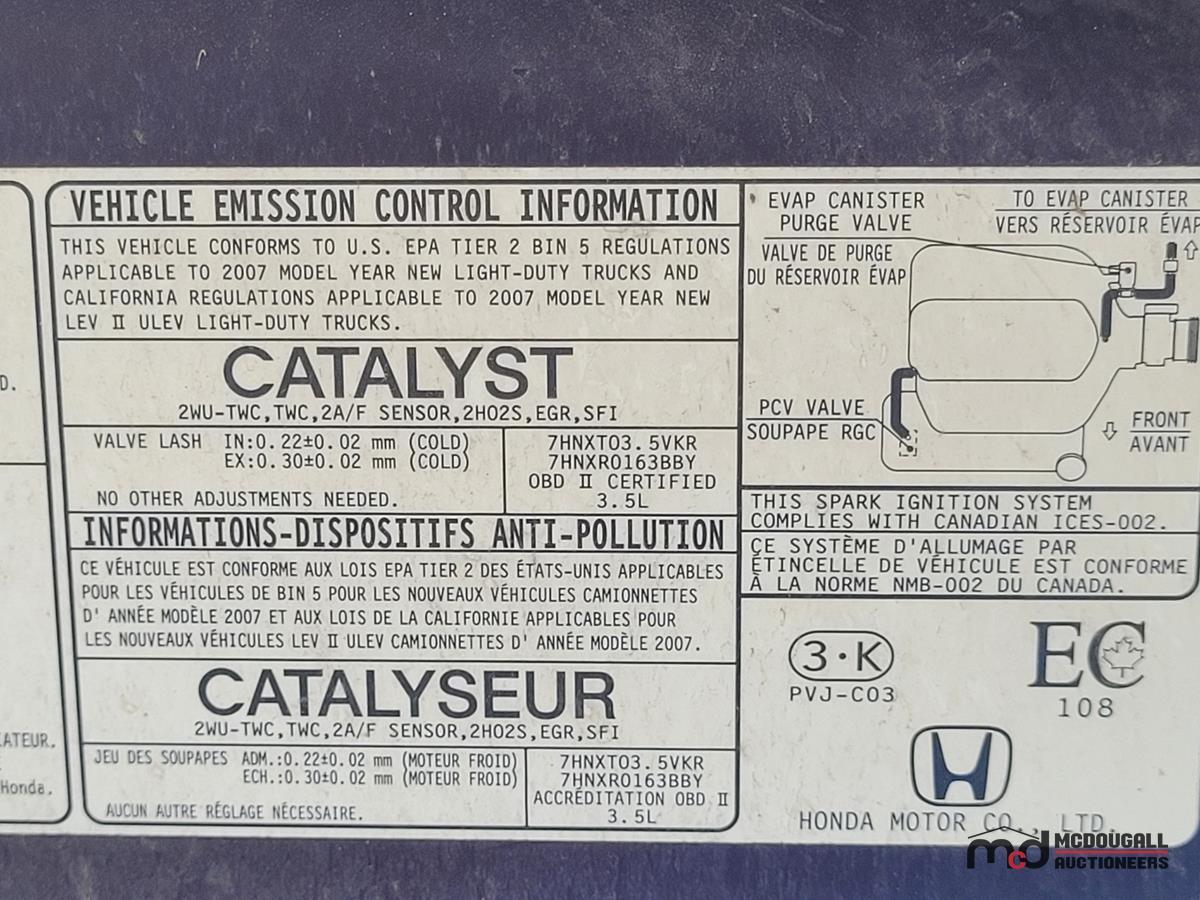 VEHICLE EMISSION CONTROL INFORMATION
THIS VEHICLE CONFORMS TO U.S. EPA TIER 2 BIN 5 REGULATIONS
APPLICABLE TO 2007 MODEL YEAR NEW LIGHT-DUTY TRUCKS AND
CALIFORNIA REGULATIONS APPLICABLE TO 2007 MODEL YEAR NEW
LEV II ULEV LIGHT-DUTY TRUCKS.
CATALYST
2WU-TWC,TWC,2A/F SENSOR,2HO2S,EGR,SFI
VALVE LASH IN:0.22±0.02 mm (COLD)
EX:0.30±0.02 mm (COLD)
NO OTHER ADJUSTMENTS NEEDED.
7HNXT03.5VKR
7HNXR0163BBY
OBD II CERTIFIED
3.5L
INFORMATIONS-DISPOSITIFS ANTI-POLLUTION
CE VÉHICULE EST CONFORME AUX LOIS EPA TIER 2 DES ÉTATS-UNIS APPLICABLES
POUR LES VÉHICULES DE BIN 5 POUR LES NOUVEAUX VÉHICULES CAMIONNETTES
D' ANNÉE MODÈLE 2007 ET AUX LOIS DE LA CALIFORNIE APPLICABLES POUR
LES NOUVEAUX VÉHICULES LEV II ULEV CAMIONNETTES D' ANNÉE MODÈLE 2007.
CATALYSEUR
2WU-TWC,TWC,2A/F SENSOR,2HO2S,EGR,SFI
JEU DES SOUPAPES ADM.:0.22±0.02 mm (MOTEUR FROID)
ECH.:0.30±0.02 mm (MOTEUR FROID)
AUCUN AUTRE RÉGLAGE NÉCESSAIRE.
7HNXT03.5VKR
7HNXR0163BBY
ACCRÉDITATION OBD II
3.5L
EVAP CANISTER
PURGE VALVE
VALVE DE PURGE
DU RÉSERVOIR ÉVAP
TO EVAP CANISTER
VERS RÉSERVOIR ÉVAP
PCV VALVE
SOUPAPE RGC
FRONT
AVANT
THIS SPARK IGNITION SYSTEM
COMPLIES WITH CANADIAN ICES-002.
CE SYSTÈME D'ALLUMAGE PAR
ÉTINCELLE DE VÉHICULE EST CONFORME
À LA NORME NMB-002 DU CANADA.
3·K
PVJ-C03
EC
108
HONDA MOTOR CO., LTD.
D.
ATEUR.
Honda.
mcd MCDOUGALL
AUCTIONEERS